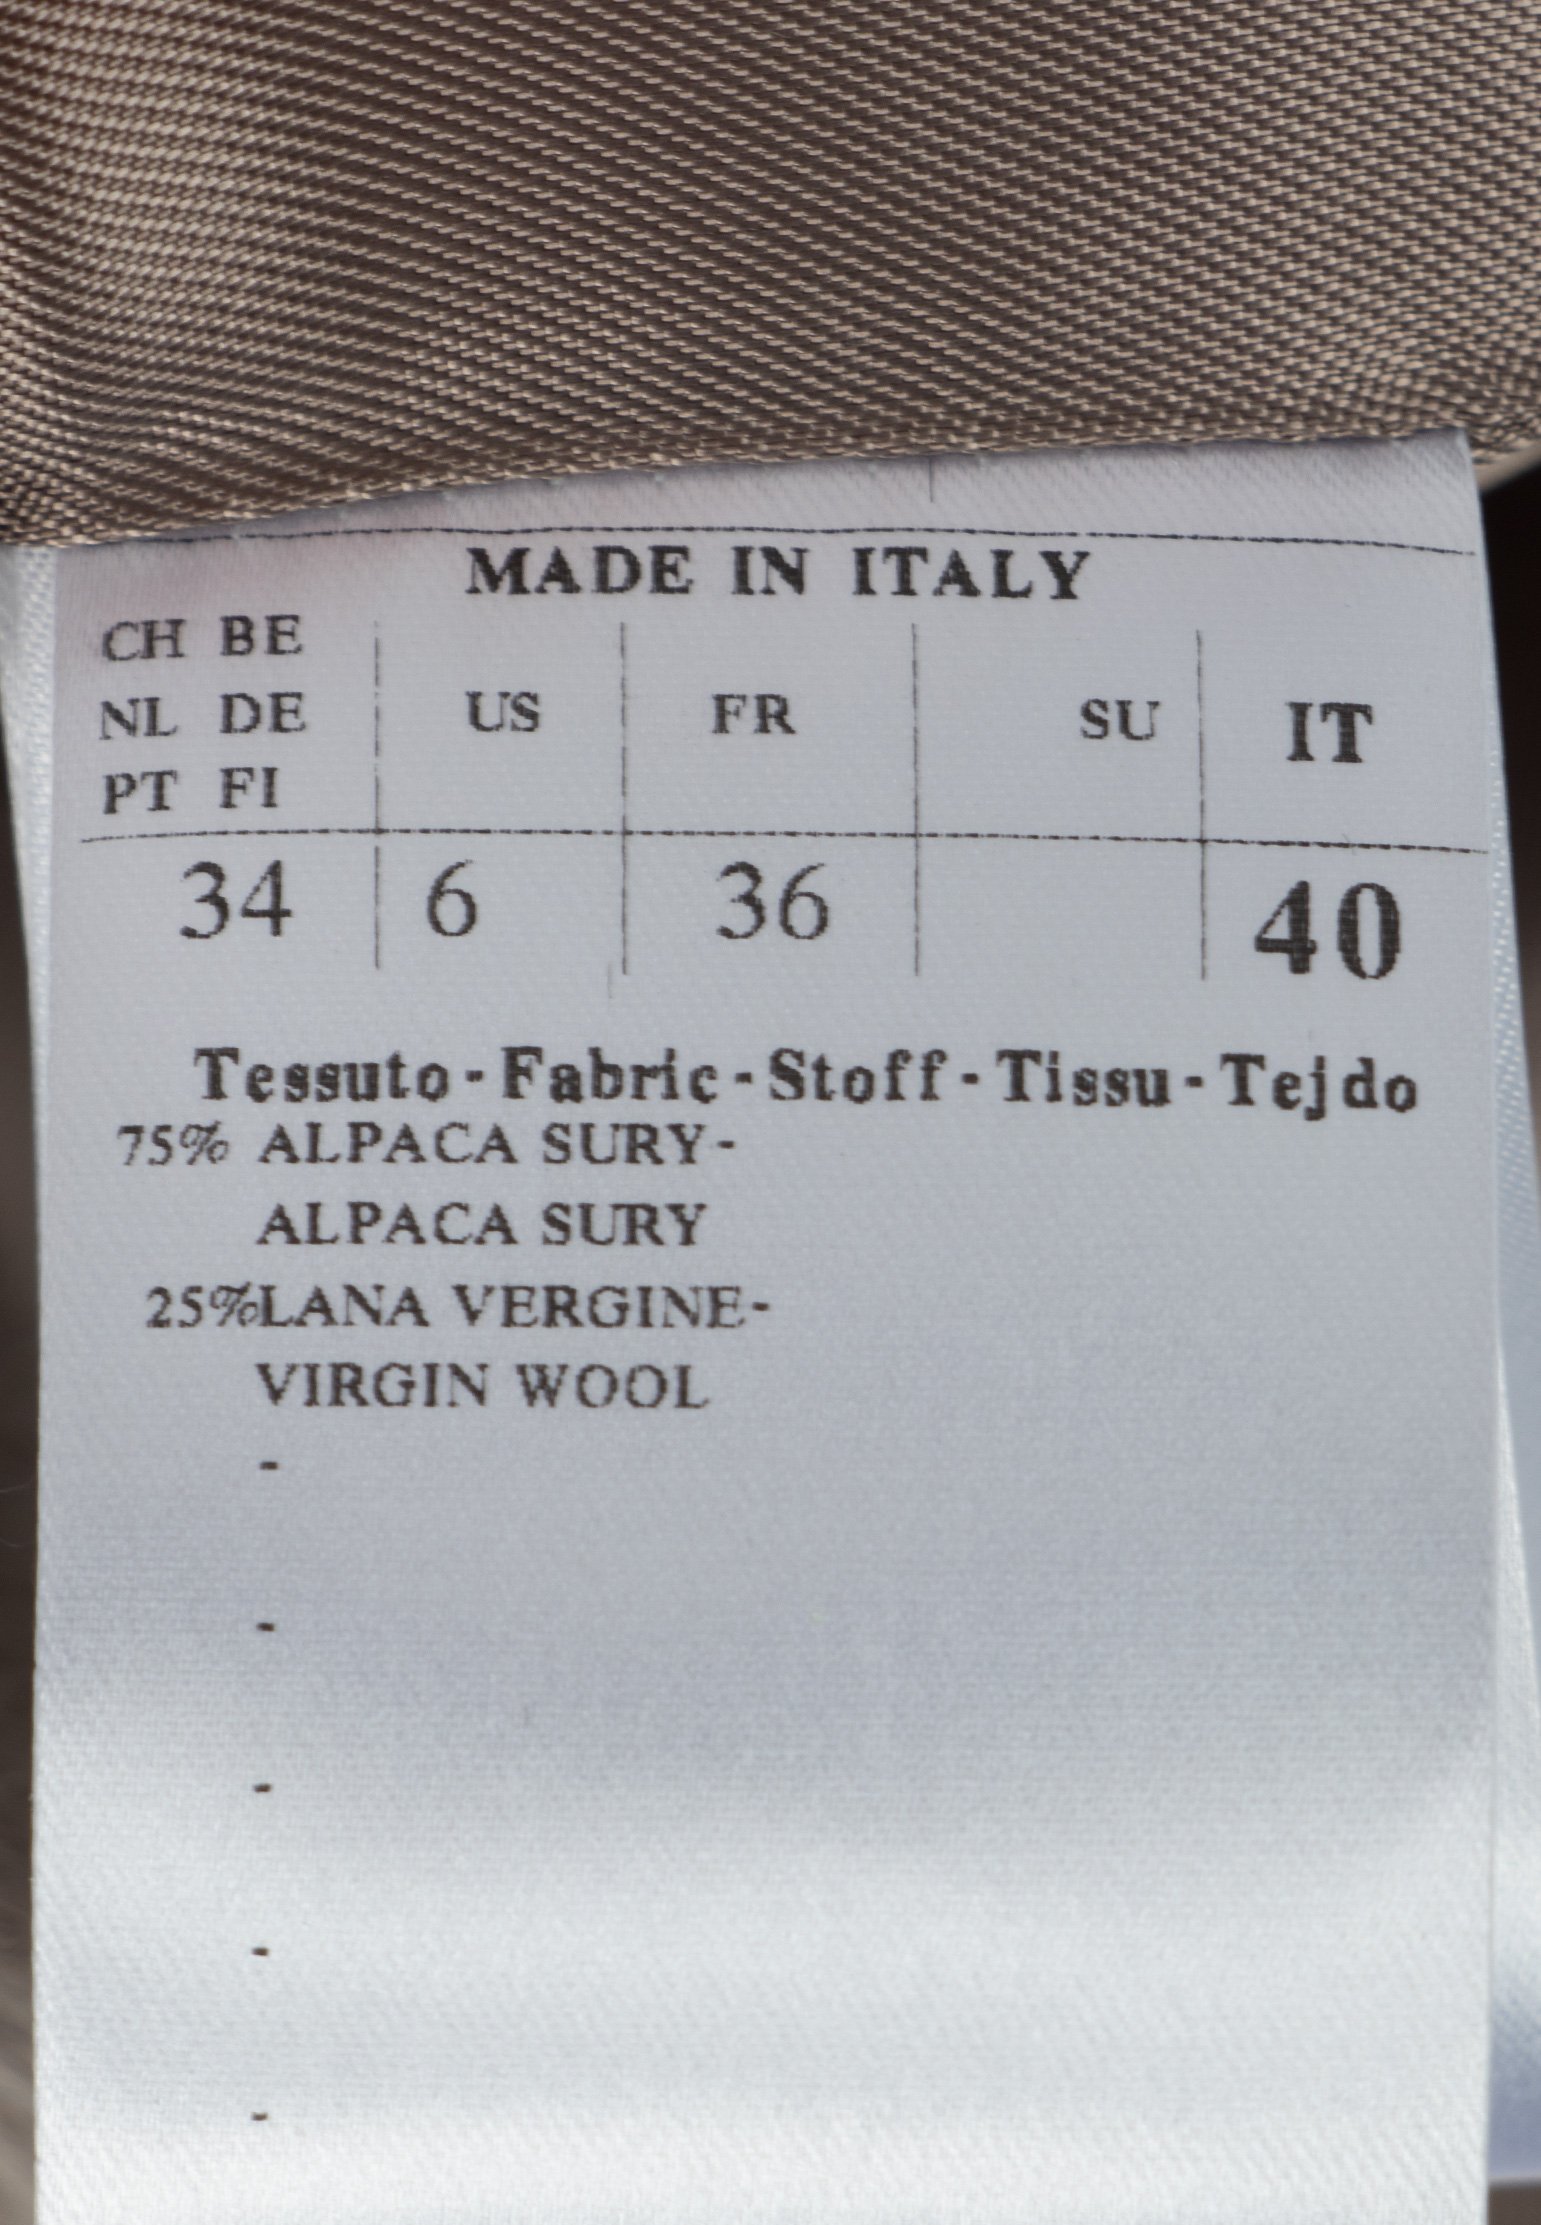 MADE IN ITALY
CH BE
NL DE US FR SU IT
PT FI
34 6 36 40
Tessuto - Fabric - Stoff - Tissu - Tejdo
75% ALPACA SURY-
ALPACA SURY
25%LANA VERGINE-
VIRGIN WOOL
-
-
-
-
-